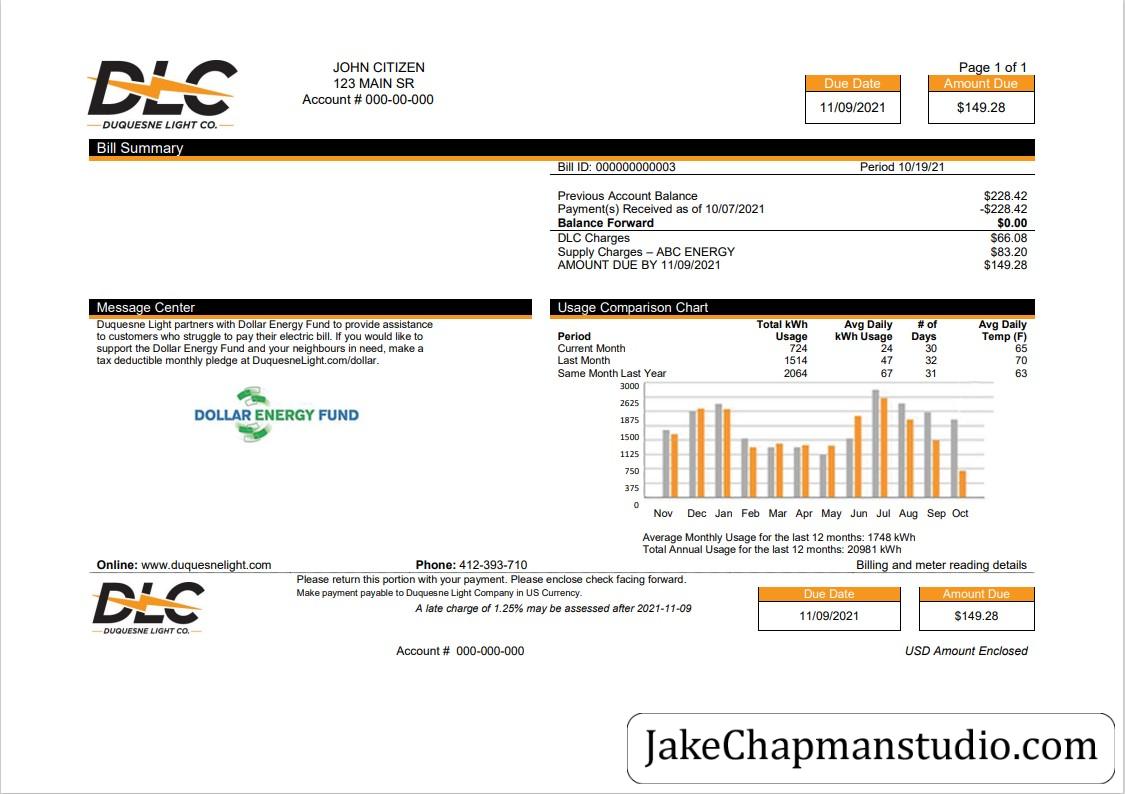 DLC
DUQUESNE LIGHT CO.
JOHN CITIZEN
123 MAIN SR
Account # 000-00-000
Page 1 of 1
Due Date Amount Due
11/09/2021 $149.28
Bill Summary
Bill ID: 000000000003 Period 10/19/21
Previous Account Balance $228.42
Payment(s) Received as of 10/07/2021 -$228.42
Balance Forward $0.00
DLC Charges $66.08
Supply Charges – ABC ENERGY $83.20
AMOUNT DUE BY 11/09/2021 $149.28
Message Center
Duquesne Light partners with Dollar Energy Fund to provide assistance
to customers who struggle to pay their electric bill. If you would like to
support the Dollar Energy Fund and your neighbours in need, make a
tax deductible monthly pledge at DuquesneLight.com/dollar.
DOLLAR ENERGY FUND
Usage Comparison Chart
Total kWh Avg Daily # of Avg Daily
Period Usage kWh Usage Days Temp (F)
Current Month 724 24 30 65
Last Month 1514 47 32 70
Same Month Last Year 2064 67 31 63
3000
2625
1875
1500
1125
750
375
0
Nov Dec Jan Feb Mar Apr May Jun Jul Aug Sep Oct
Average Monthly Usage for the last 12 months: 1748 kWh
Total Annual Usage for the last 12 months: 20981 kWh
Online: www.duquesnelight.com Phone: 412-393-710 Billing and meter reading details
DLC
DUQUESNE LIGHT CO.
Please return this portion with your payment. Please enclose check facing forward.
Make payment payable to Duquesne Light Company in US Currency.
A late charge of 1.25% may be assessed after 2021-11-09
Due Date Amount Due
11/09/2021 $149.28
Account # 000-000-000 USD Amount Enclosed
JakeChapmanstudio.com